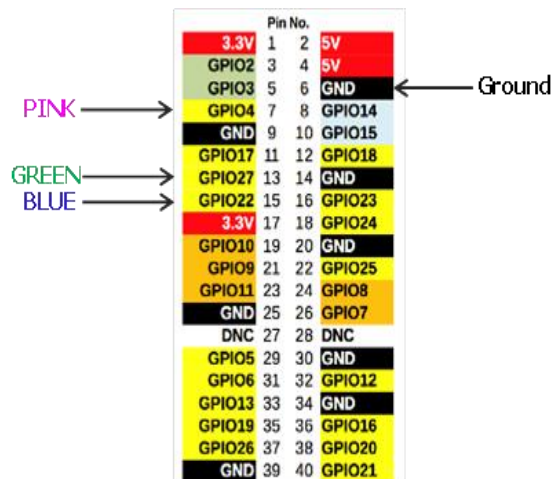 Pin No.
3.3V 1 2 5V
GPIO2 3 4 5V
GPIO3 5 6 GND Ground
PINK GPIO4 7 8 GPIO14
GND 9 10 GPIO15
GPIO17 11 12 GPIO18
GREEN GPIO27 13 14 GND
BLUE GPIO22 15 16 GPIO23
3.3V 17 18 GPIO24
GPIO10 19 20 GND
GPIO9 21 22 GPIO25
GPIO11 23 24 GPIO8
GND 25 26 GPIO7
DNC 27 28 DNC
GPIO5 29 30 GND
GPIO6 31 32 GPIO12
GPIO13 33 34 GND
GPIO19 35 36 GPIO16
GPIO26 37 38 GPIO20
GND 39 40 GPIO21